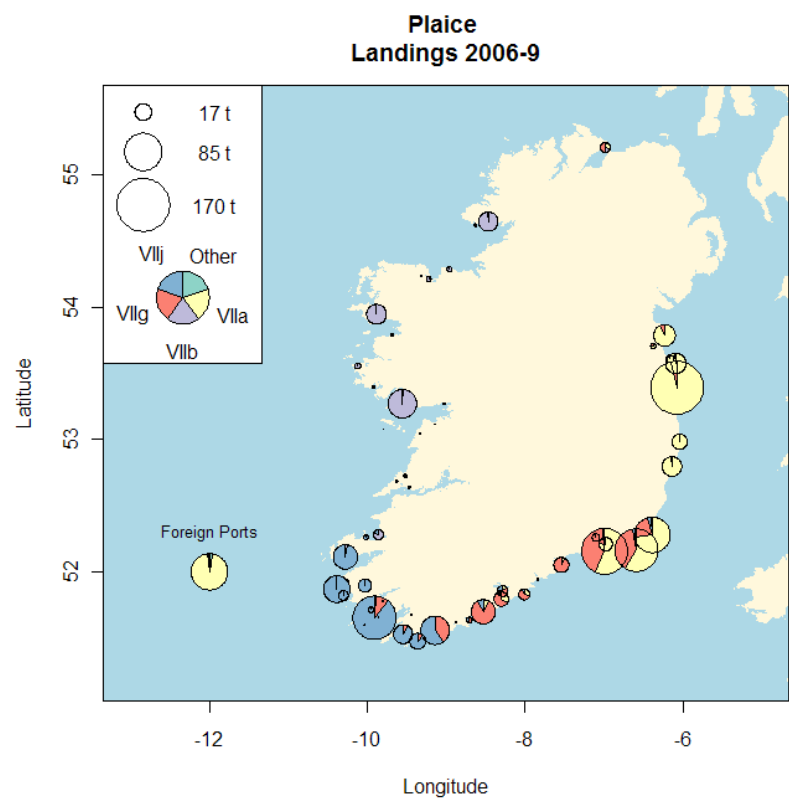 Plaice
Landings 2006-9
17 t
85 t
170 t
VIIj
Other
VIIg
VIIa
VIIb
Foreign Ports
55
54
53
52
Latitude
-12
-10
-8
-6
Longitude